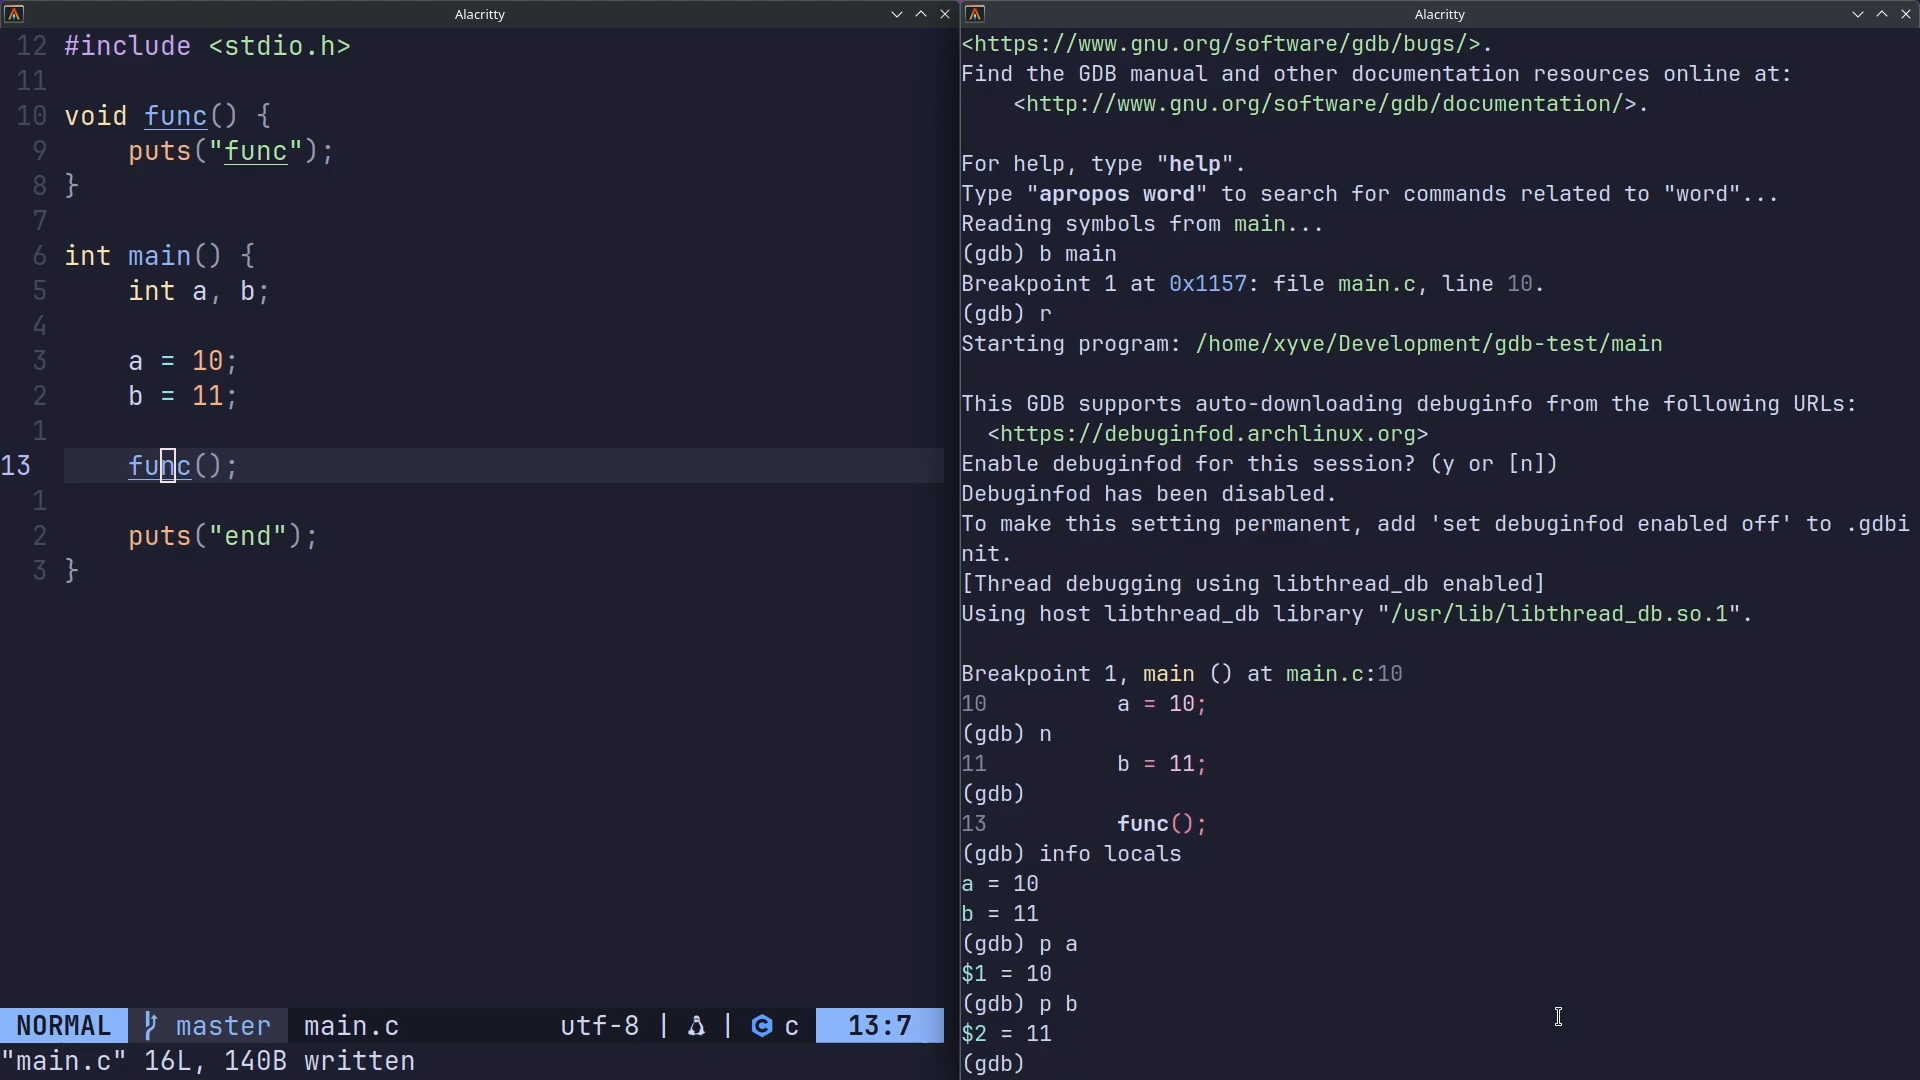 Alacritty
12 #include <stdio.h>
11
10 void func() {
9     puts("func");
8 }
7
6 int main() {
5     int a, b;
4
3     a = 10;
2     b = 11;
1
13    func();
1
2     puts("end");
3 }
NORMAL master main.c utf-8 | | C c 13:7
"main.c" 16L, 140B written
Alacritty
<https://www.gnu.org/software/gdb/bugs/>.
Find the GDB manual and other documentation resources online at:
    <http://www.gnu.org/software/gdb/documentation/>.
For help, type "help".
Type "apropos word" to search for commands related to "word"...
Reading symbols from main...
(gdb) b main
Breakpoint 1 at 0x1157: file main.c, line 10.
(gdb) r
Starting program: /home/xyve/Development/gdb-test/main
This GDB supports auto-downloading debuginfo from the following URLs:
  <https://debuginfod.archlinux.org>
Enable debuginfod for this session? (y or [n])
Debuginfod has been disabled.
To make this setting permanent, add 'set debuginfod enabled off' to .gdbi
nit.
[Thread debugging using libthread_db enabled]
Using host libthread_db library "/usr/lib/libthread_db.so.1".
Breakpoint 1, main () at main.c:10
10          a = 10;
(gdb) n
11          b = 11;
(gdb)
13          func();
(gdb) info locals
a = 10
b = 11
(gdb) p a
$1 = 10
(gdb) p b
$2 = 11
(gdb)